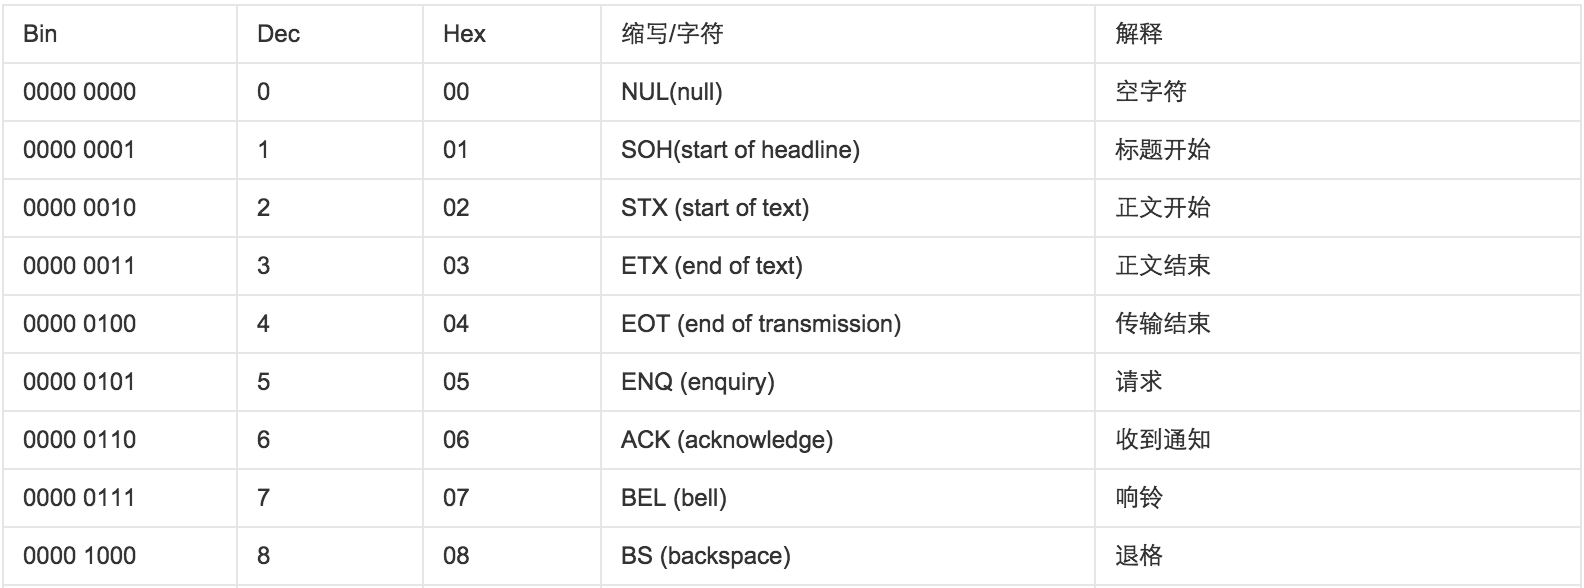 Bin Dec Hex 缩写/字符 解释
0000 0000 0 00 NUL(null) 空字符
0000 0001 1 01 SOH(start of headline) 标题开始
0000 0010 2 02 STX (start of text) 正文开始
0000 0011 3 03 ETX (end of text) 正文结束
0000 0100 4 04 EOT (end of transmission) 传输结束
0000 0101 5 05 ENQ (enquiry) 请求
0000 0110 6 06 ACK (acknowledge) 收到通知
0000 0111 7 07 BEL (bell) 响铃
0000 1000 8 08 BS (backspace) 退格